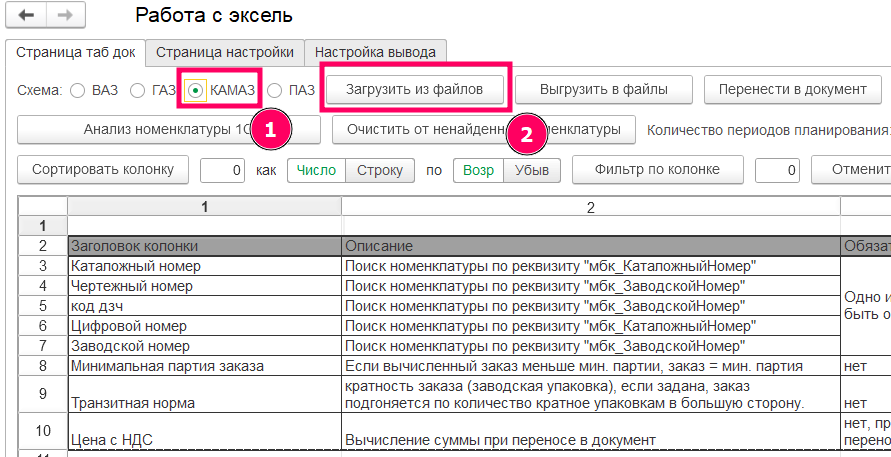 Работа с эксель
Страница таб док Страница настройки Настройка вывода
Схема: ВАЗ ГАЗ КАМАЗ ПАЗ Загрузить из файлов Выгрузить в файлы Перенести в документ
1 2
Анализ номенклатуры 1С Очистить от ненайденн менклатуры Количество периодов планирования:
Сортировать колонку 0 как Число Строку по Возр Убыв Фильтр по колонке 0 Отменит
1 2
1
2 Заголовок колонки Описание Обязат
3 Каталожный номер Поиск номенклатуры по реквизиту "мбк_КаталожныйНомер"
4 Чертежный номер Поиск номенклатуры по реквизиту "мбк_ЗаводскойНомер"
Одно и
5 код дзч Поиск номенклатуры по реквизиту "мбк_ЗаводскойНомер"
быть о
6 Цифровой номер Поиск номенклатуры по реквизиту "мбк_КаталожныйНомер"
7 Заводской номер Поиск номенклатуры по реквизиту "мбк_ЗаводскойНомер"
8 Минимальная партия заказа Если вычисленный заказ меньше мин. партии, заказ = мин. партия нет
кратность заказа (заводская упаковка), если задана, заказ
9 Транзитная норма подгоняется по количество кратное упаковкам в большую сторону. нет
нет, пр
10 Цена с НДС Вычисление суммы при переносе в документ перено